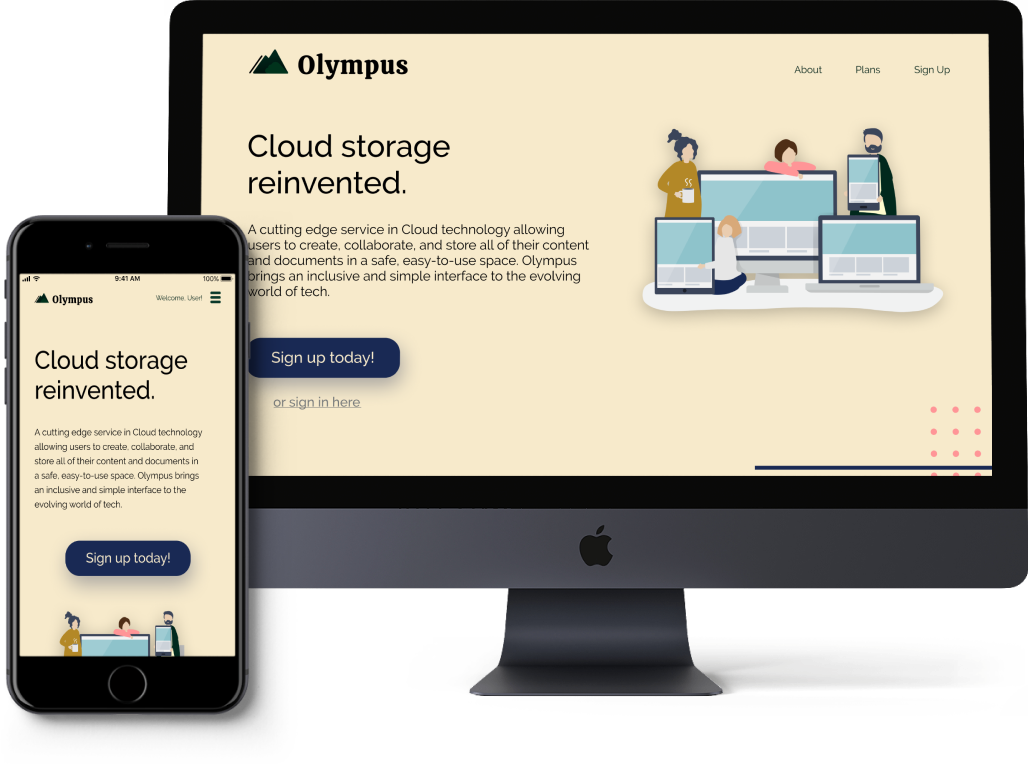 Olympus
About Plans Sign Up
Cloud storage
reinvented.
A cutting edge service in Cloud technology allowing
users to create, collaborate, and store all of their content
and documents in a safe, easy-to-use space. Olympus
brings an inclusive and simple interface to the evolving
world of tech.
Sign up today!
or sign in here
9:41 AM 100%
Olympus
Welcome, User!
Cloud storage
reinvented.
A cutting edge service in Cloud technology
allowing users to create, collaborate, and
store all of their content and documents in
a safe, easy-to-use space. Olympus brings
an inclusive and simple interface to the
evolving world of tech.
Sign up today!